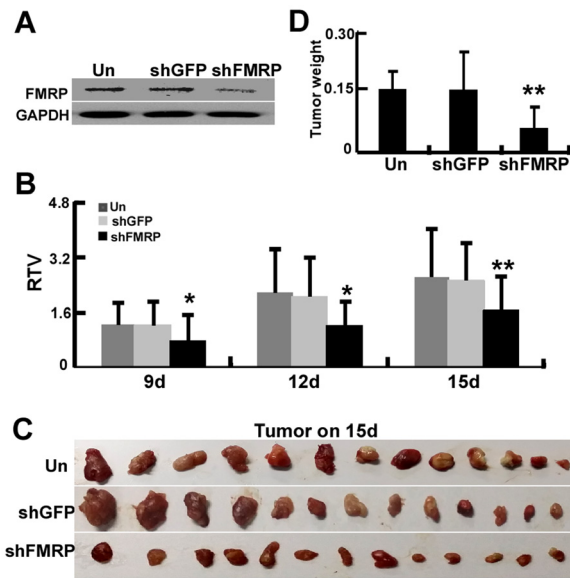 A
Un shGFP shFMRP
FMRP
GAPDH
D
Tumor weight
0.30
0.15
0
**
Un shGFP shFMRP
B
RTV
4.8
3.2
1.6
0
Un
shGFP
shFMRP
* * **
9d 12d 15d
C
Tumor on 15d
Un
shGFP
shFMRP